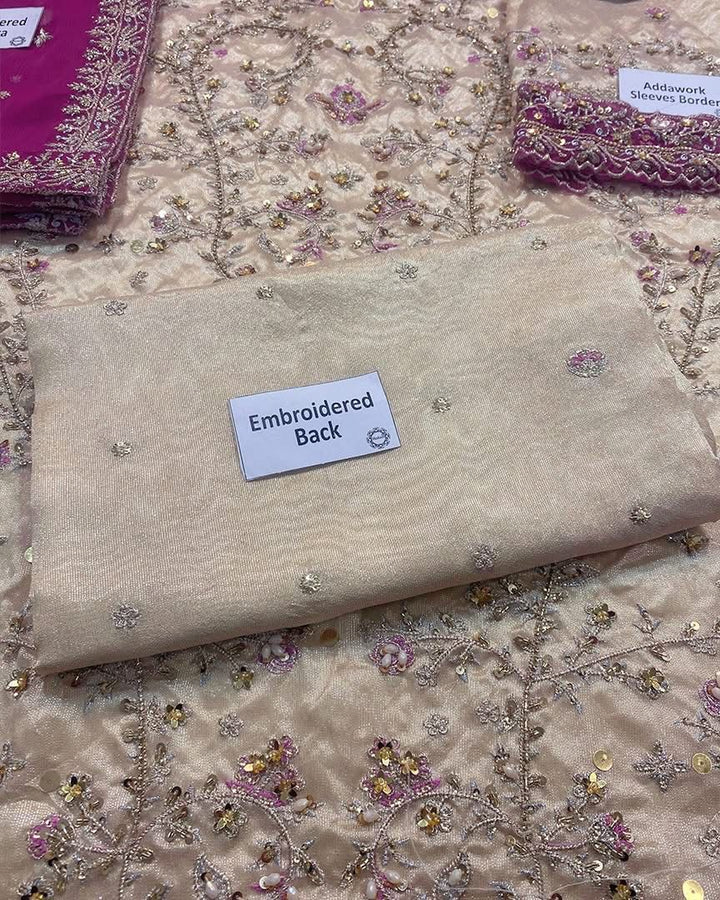 Addawork
Sleeves Border
Embroidered
Back